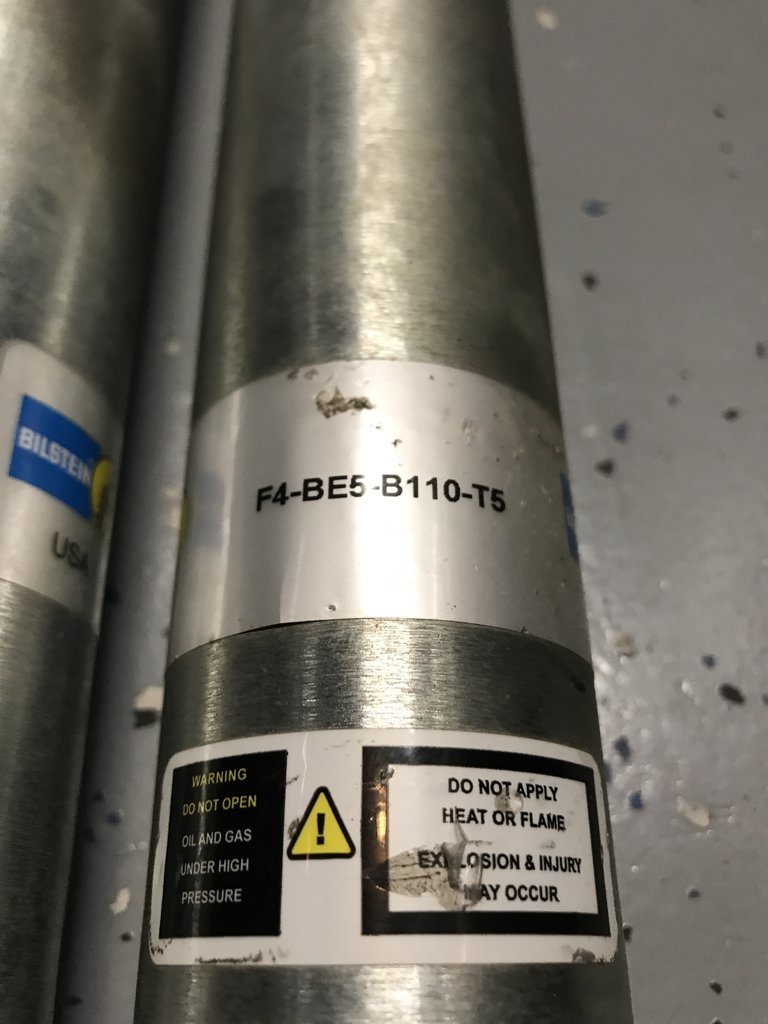 BILSTEIN
USA
F4-BE5-B110-T5
WARNING
DO NOT OPEN
OIL AND GAS
UNDER HIGH
PRESSURE
!
DO NOT APPLY
HEAT OR FLAME
EXPLOSION & INJURY
MAY OCCUR